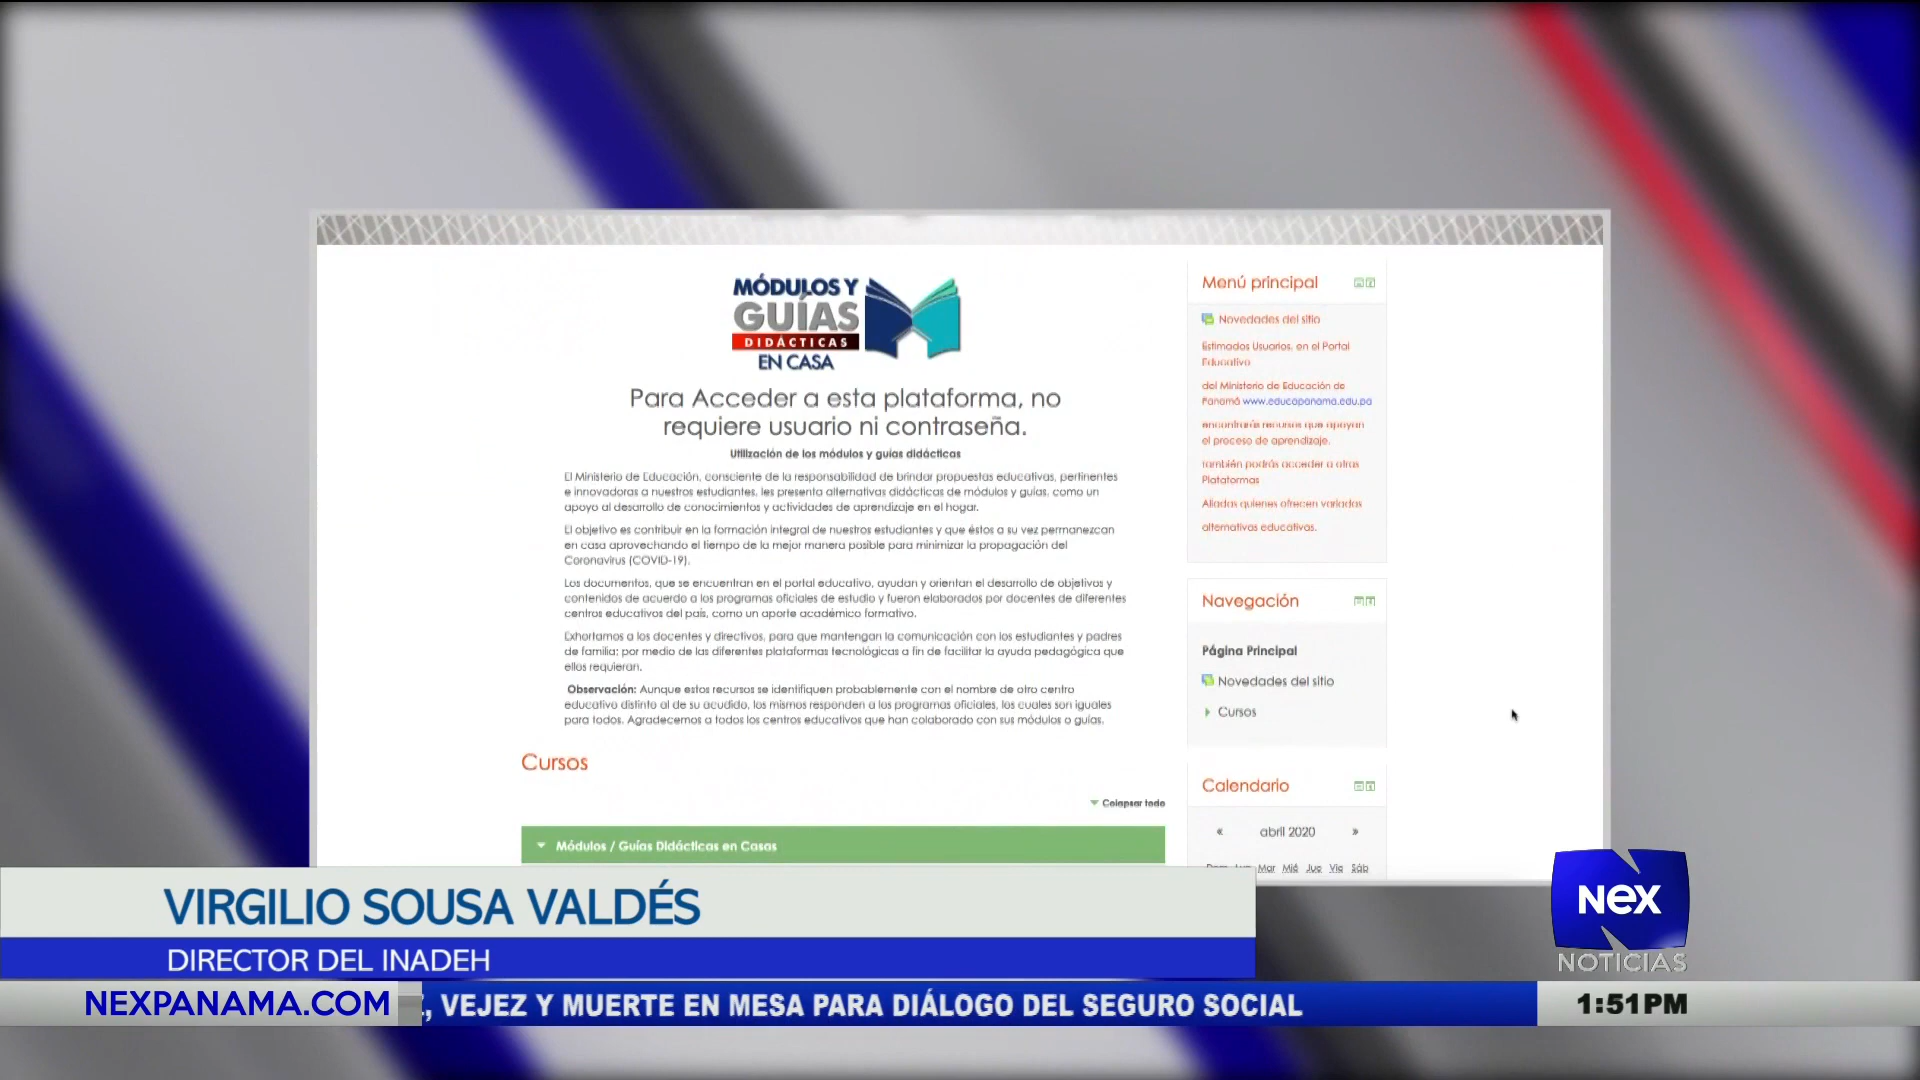 MÓDULOS Y
GUÍAS
DIDÁCTICAS
EN CASA
Para Acceder a esta plataforma, no
requiere usuario ni contraseña.
Utilización de los módulos y guías didácticas
El Ministerio de Educación, consciente de la responsabilidad de brindar propuestas educativas, pertinentes
e innovadoras a nuestros estudiantes, les presenta alternativas didácticas de módulos y guías, como un
apoyo al desarrollo de conocimientos y actividades de aprendizaje en el hogar.
El objetivo es contribuir en la formación integral de nuestros estudiantes y que éstos a su vez permanezcan
en casa aprovechando el tiempo de la mejor manera posible para minimizar la propagación del
Coronavirus (COVID-19).
Los documentos, que se encuentran en el portal educativo, ayudan y orientan el desarrollo de objetivos y
contenidos de acuerdo a los programas oficiales de estudio y fueron elaborados por docentes de diferentes
centros educativos del país, como un aporte académico formativo.
Exhortamos a los docentes y directivos, para que mantengan la comunicación con los estudiantes y padres
de familia; por medio de las diferentes plataformas tecnológicas a fin de facilitar la ayuda pedagógica que
ellos requieran.
Observación: Aunque estos recursos se identifiquen probablemente con el nombre de otro centro
educativo distinto al de su acudido, los mismos responden a los programas oficiales, los cuales son iguales
para todos. Agradecemos a todos los centros educativos que han colaborado con sus módulos o guías.
Cursos
Colapsar todo
Módulos / Guías Didácticas en Casas
Menú principal
Novedades del sitio
Estimados Usuarios, en el Portal
Educativo
del Ministerio de Educación de
Panamá www.educapanama.edu.pa
encontrarás recursos que apoyan
el proceso de aprendizaje.
también podrás acceder a otras
Plataformas
Aliadas quienes ofrecen variadas
alternativas educativas.
Navegación
Página Principal
Novedades del sitio
Cursos
Calendario
« abril 2020 »
Dom Lun Mar Mié Jue Vie Sáb
VIRGILIO SOUSA VALDÉS
DIRECTOR DEL INADEH
NEX
NOTICIAS
NEXPANAMA.COM
, VEJEZ Y MUERTE EN MESA PARA DIÁLOGO DEL SEGURO SOCIAL
1:51PM